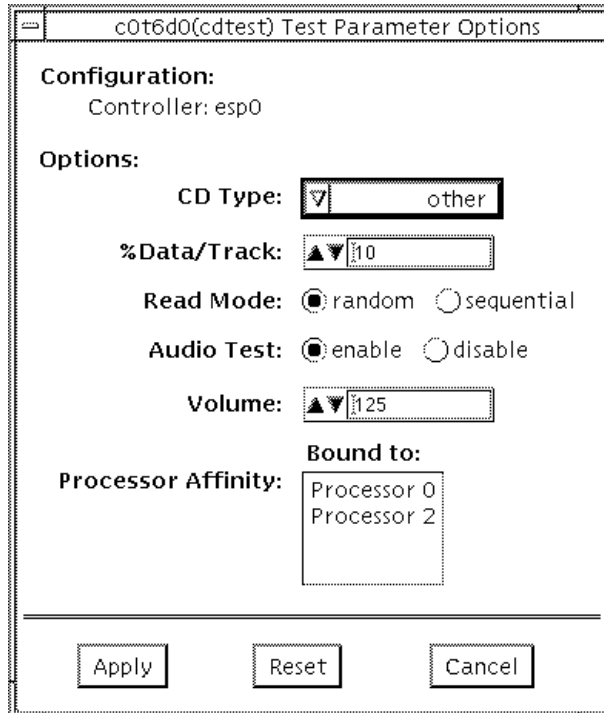 c0t6d0(cdtest) Test Parameter Options
Configuration:
Controller: esp0
Options:
CD Type: other
%Data/Track: 10
Read Mode: random sequential
Audio Test: enable disable
Volume: 125
Bound to:
Processor Affinity: Processor 0
Processor 2
Apply Reset Cancel